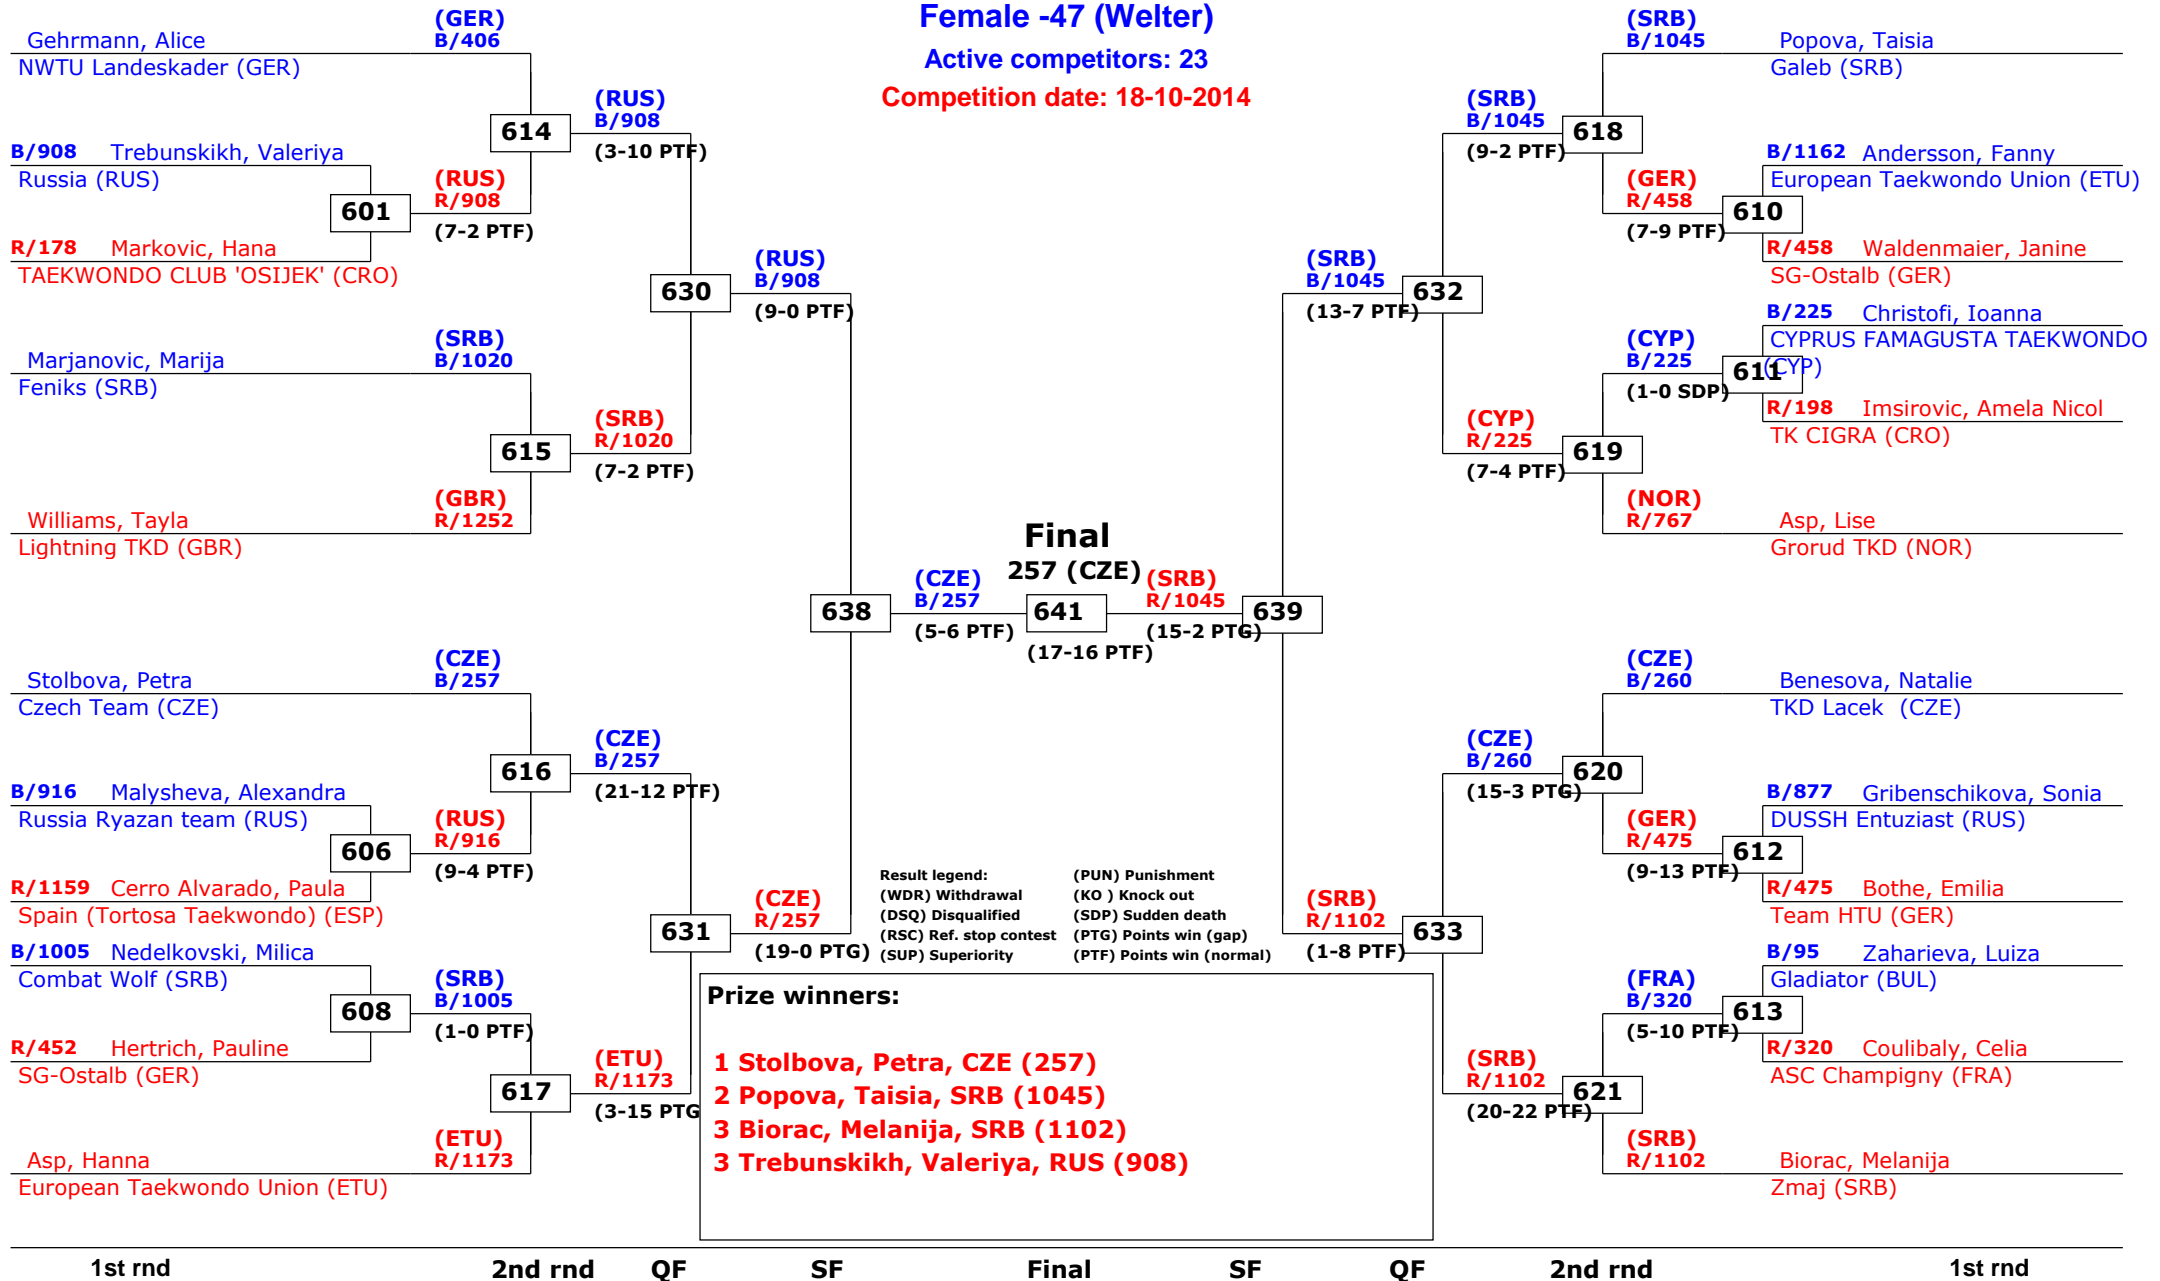 Female -47 (Welter)
Active competitors: 23
Competition date: 18-10-2014
Gehrmann, Alice
NWTU Landeskader (GER)
(GER)
B/406
B/908 Trebunskikh, Valeriya
Russia (RUS)
R/178 Markovic, Hana
TAEKWONDO CLUB 'OSIJEK' (CRO)
601
(RUS)
R/908
(7-2 PTF)
614
(RUS)
B/908
(3-10 PTF)
Marjanovic, Marija
Feniks (SRB)
(SRB)
B/1020
Williams, Tayla
Lightning TKD (GBR)
(GBR)
R/1252
615
(SRB)
R/1020
(7-2 PTF)
630
(RUS)
B/908
(9-0 PTF)
Stolbova, Petra
Czech Team (CZE)
(CZE)
B/257
B/916 Malysheva, Alexandra
Russia Ryazan team (RUS)
R/1159 Cerro Alvarado, Paula
Spain (Tortosa Taekwondo) (ESP)
606
(RUS)
R/916
(9-4 PTF)
616
(CZE)
B/257
(21-12 PTF)
B/1005 Nedelkovski, Milica
Combat Wolf (SRB)
R/452 Hertrich, Pauline
SG-Ostalb (GER)
608
(SRB)
B/1005
(1-0 PTF)
Asp, Hanna
European Taekwondo Union (ETU)
(ETU)
R/1173
617
(ETU)
R/1173
(3-15 PTG
631
(CZE)
R/257
(19-0 PTG)
638
(CZE)
B/257
(5-6 PTF)
Final
257 (CZE)
641
(17-16 PTF)
(SRB)
R/1045
(15-2 PTG)
639
(SRB)
B/1045
(13-7 PTF)
632
(SRB)
B/1045
(9-2 PTF)
618
(SRB)
B/1045
Popova, Taisia
Galeb (SRB)
(GER)
R/458
(7-9 PTF)
610
B/1162 Andersson, Fanny
European Taekwondo Union (ETU)
R/458 Waldenmaier, Janine
SG-Ostalb (GER)
(CYP)
R/225
(7-4 PTF)
619
(CYP)
B/225
(1-0 SDP)
611
B/225 Christofi, Ioanna
CYPRUS FAMAGUSTA TAEKWONDO
(CYP)
R/198 Imsirovic, Amela Nicol
TK CIGRA (CRO)
(NOR)
R/767
Asp, Lise
Grorud TKD (NOR)
(SRB)
R/1102
(1-8 PTF)
633
(CZE)
B/260
(15-3 PTG)
620
(CZE)
B/260
Benesova, Natalie
TKD Lacek (CZE)
(GER)
R/475
(9-13 PTF)
612
B/877 Gribenschikova, Sonia
DUSSH Entuziast (RUS)
R/475 Bothe, Emilia
Team HTU (GER)
(SRB)
R/1102
(20-22 PTF)
621
(FRA)
B/320
(5-10 PTF)
613
B/95 Zaharieva, Luiza
Gladiator (BUL)
R/320 Coulibaly, Celia
ASC Champigny (FRA)
(SRB)
R/1102
Biorac, Melanija
Zmaj (SRB)
Result legend:
(WDR) Withdrawal
(DSQ) Disqualified
(RSC) Ref. stop contest
(SUP) Superiority
(PUN) Punishment
(KO ) Knock out
(SDP) Sudden death
(PTG) Points win (gap)
(PTF) Points win (normal)
Prize winners:
1 Stolbova, Petra, CZE (257)
2 Popova, Taisia, SRB (1045)
3 Biorac, Melanija, SRB (1102)
3 Trebunskikh, Valeriya, RUS (908)
1st rnd 2nd rnd QF SF Final SF QF 2nd rnd 1st rnd